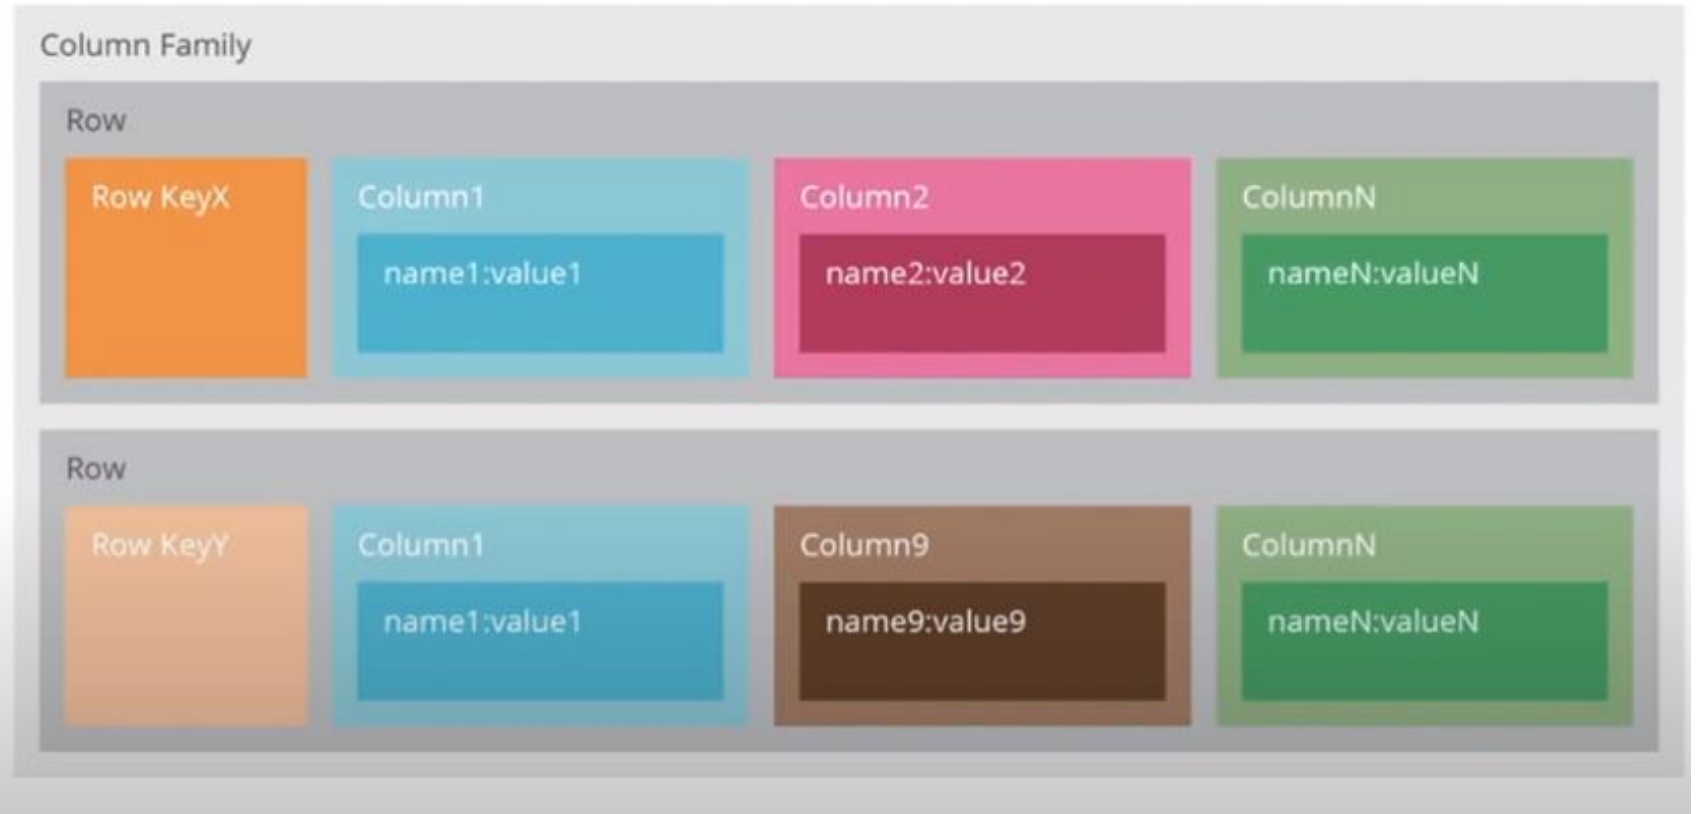 Column Family
Row
Row KeyX
Column1
name1:value1
Column2
name2:value2
ColumnN
nameN:valueN
Row
Row KeyY
Column1
name1:value1
Column9
name9:value9
ColumnN
nameN:valueN